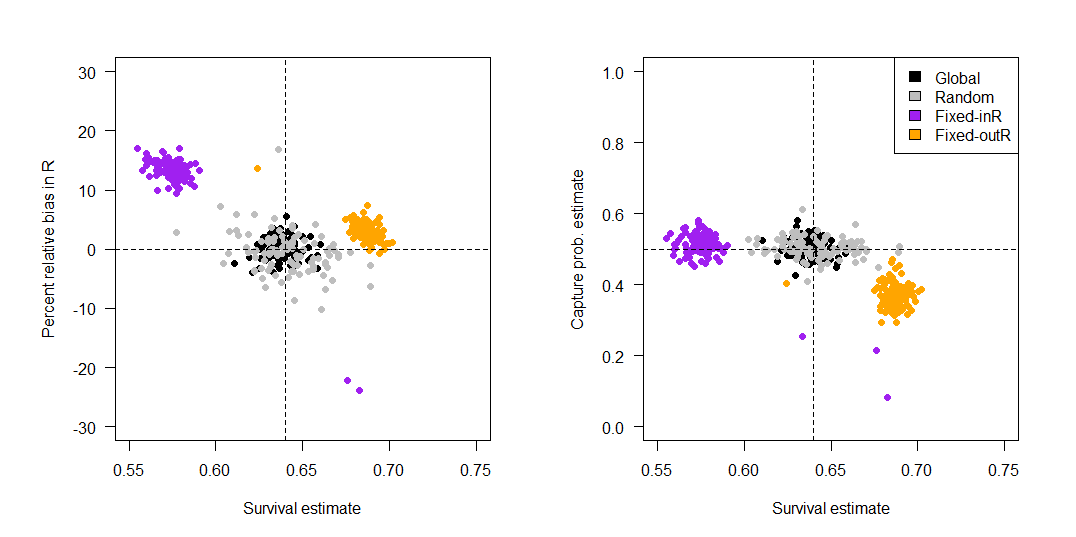 30
20
10
0
-10
-20
-30
Percent relative bias in R
0.55 0.60 0.65 0.70 0.75
Survival estimate
1.0
0.8
0.6
0.4
0.2
0.0
Capture prob. estimate
0.55 0.60 0.65 0.70 0.75
Survival estimate
Global
Random
Fixed-inR
Fixed-outR